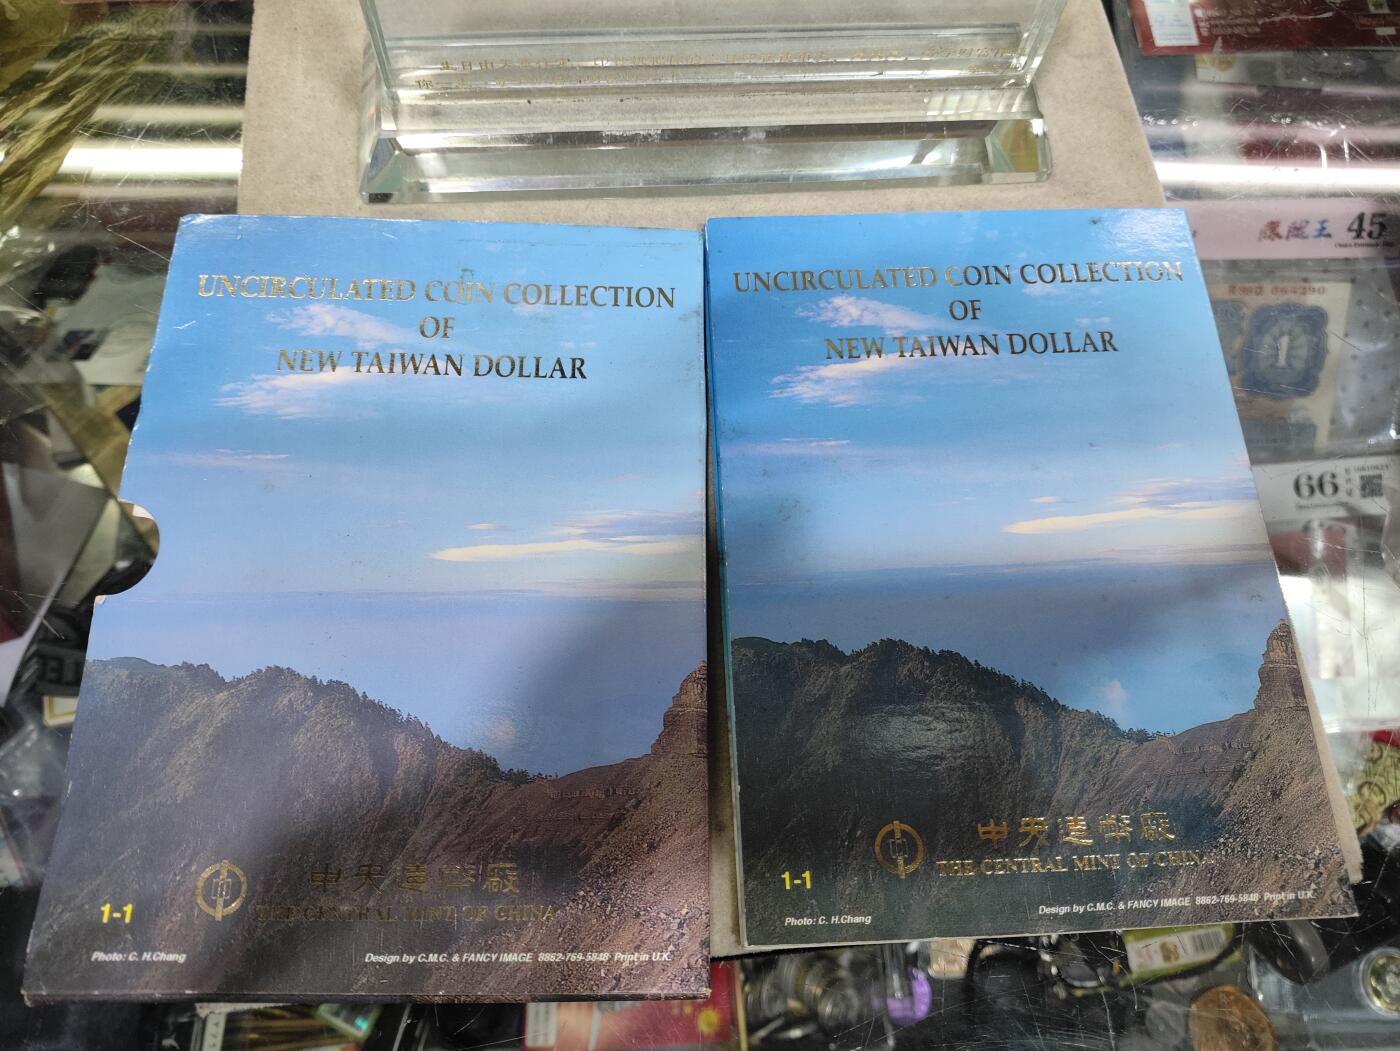 UNCIRCULATED COIN COLLECTION
OF
NEW TAIWAN DOLLAR
中央造幣廠
THE CENTRAL MINT OF CHINA
1-1
Photo: C. H.Chang
Design by C.M.C. & FANCY IMAGE 8862-769-5848 Print in U.K.
UNCIRCULATED COIN COLLECTION
OF
NEW TAIWAN DOLLAR
中央造幣廠
THE CENTRAL MINT OF CHINA
1-1
Photo: C. H.Chang
Design by C.M.C. & FANCY IMAGE 8862-769-5848 Print in U.K.
45
1
66